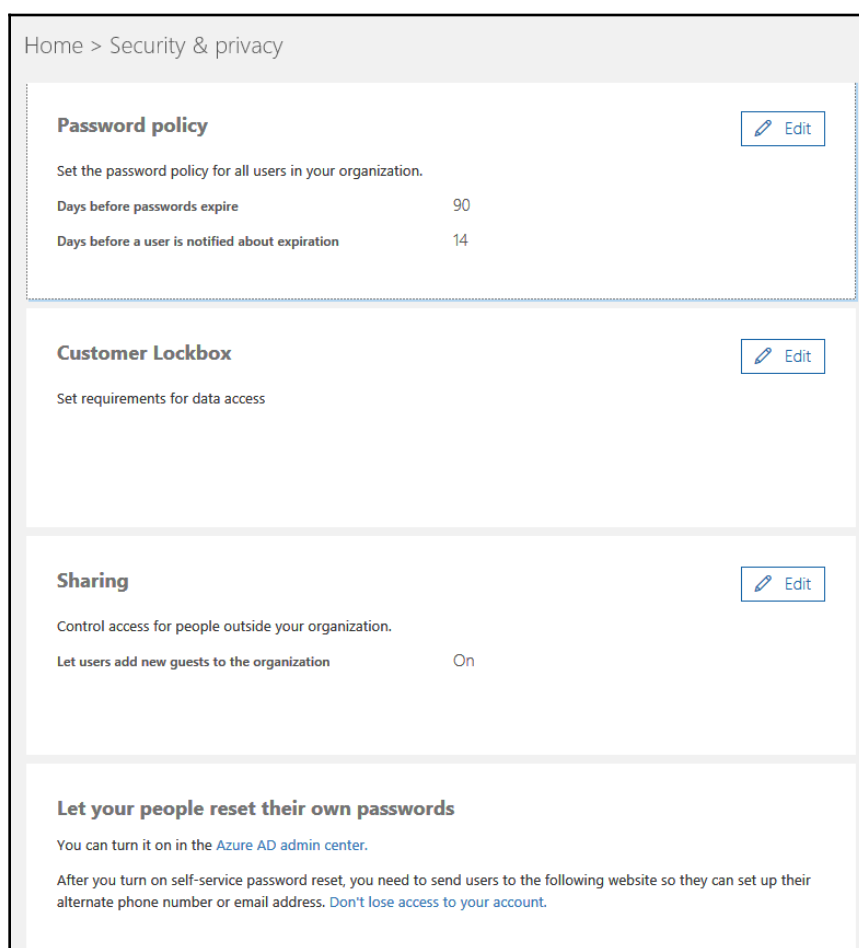 Home > Security & privacy
Password policy
Edit
Set the password policy for all users in your organization.
Days before passwords expire 90
Days before a user is notified about expiration 14
Customer Lockbox
Edit
Set requirements for data access
Sharing
Edit
Control access for people outside your organization.
Let users add new guests to the organization On
Let your people reset their own passwords
You can turn it on in the Azure AD admin center.
After you turn on self-service password reset, you need to send users to the following website so they can set up their
alternate phone number or email address. Don't lose access to your account.